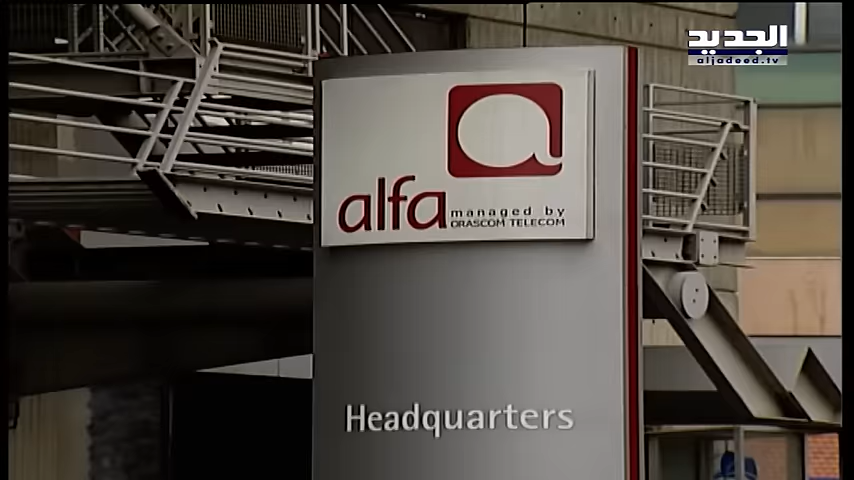 الجديد
aljadeed.tv
alfa
managed by
ORASCOM TELECOM
Headquarters